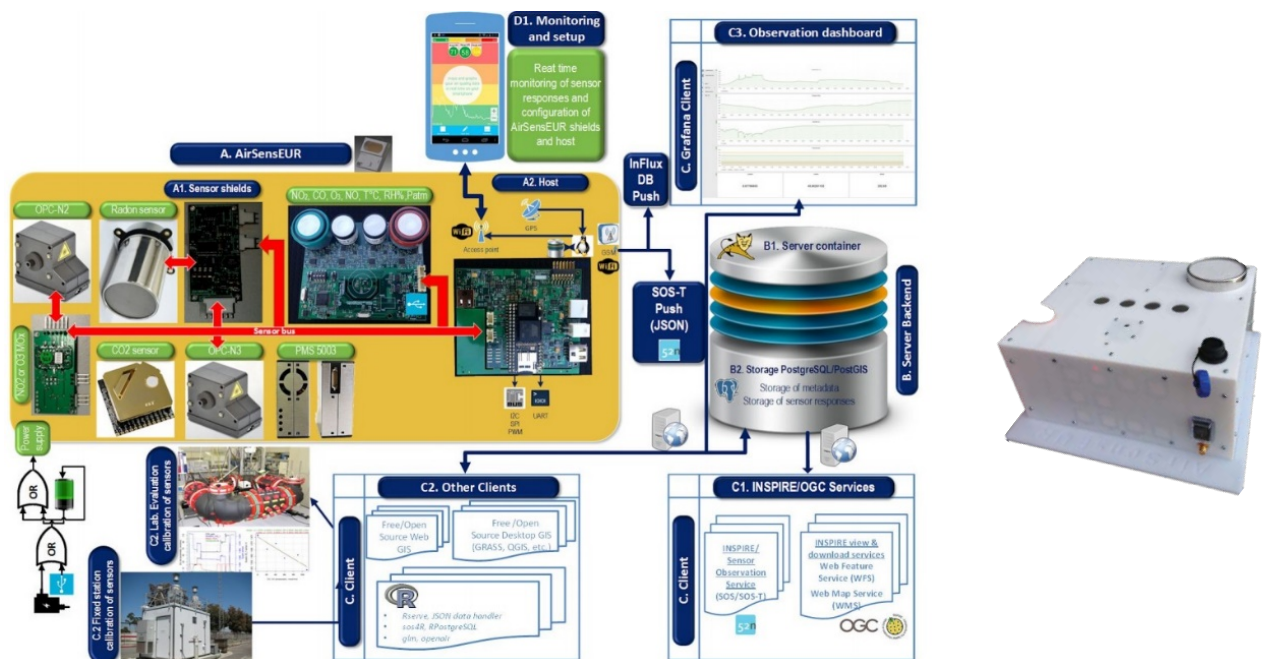 D1. Monitoring
and setup
Reat time
monitoring of sensor
responses and
configuration of
AirSensEUR shields
and host
C3. Observation dashboard
C. Grafana Client
A. AirSensEUR
A1. Sensor shields
A2. Host
InFlux
DB
Push
OPC-N2
Radon sensor
NO₂, CO, O₃, NO, T°C, RH%, Patm
GPS
WiFi
Access point
GSM
WiFi
SOS-T
Push
(JSON)
52n
B1. Server container
B2. Storage PostgreSQL/PostGIS
Storage of metadata
Storage of sensor responses
B. Server Backend
Sensor bus
NO2 or O3 MOx
CO2 sensor
OPC-N3
PMS 5003
I2C
SPI
PWM
UART
Power
supply
OR
OR
C2. Lab. Evaluation
calibration of sensors
C.2 Fixed station
calibration of sensors
C. Client
C2. Other Clients
Free/Open
Source Web
GIS
Free /Open
Source Desktop GIS
(GRASS, QGIS, etc.)
R
Rserve, JSON data handler
sos4R, RPostgreSQL
glm, openair
C. Client
C1. INSPIRE/OGC Services
INSPIRE/
Sensor
Observation
Service
(SOS/SOS-T)
52n
INSPIRE view &
download services
Web Feature
Service (WFS)
Web Map Service
(WMS)
OGC